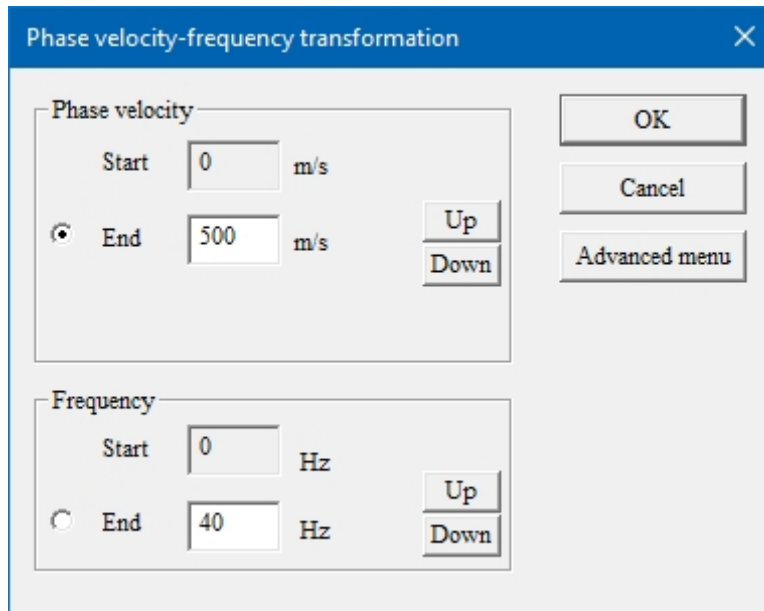 Phase velocity-frequency transformation
Phase velocity
Start 0 m/s
End 500 m/s
Up
Down
OK
Cancel
Advanced menu
Frequency
Start 0 Hz
End 40 Hz
Up
Down